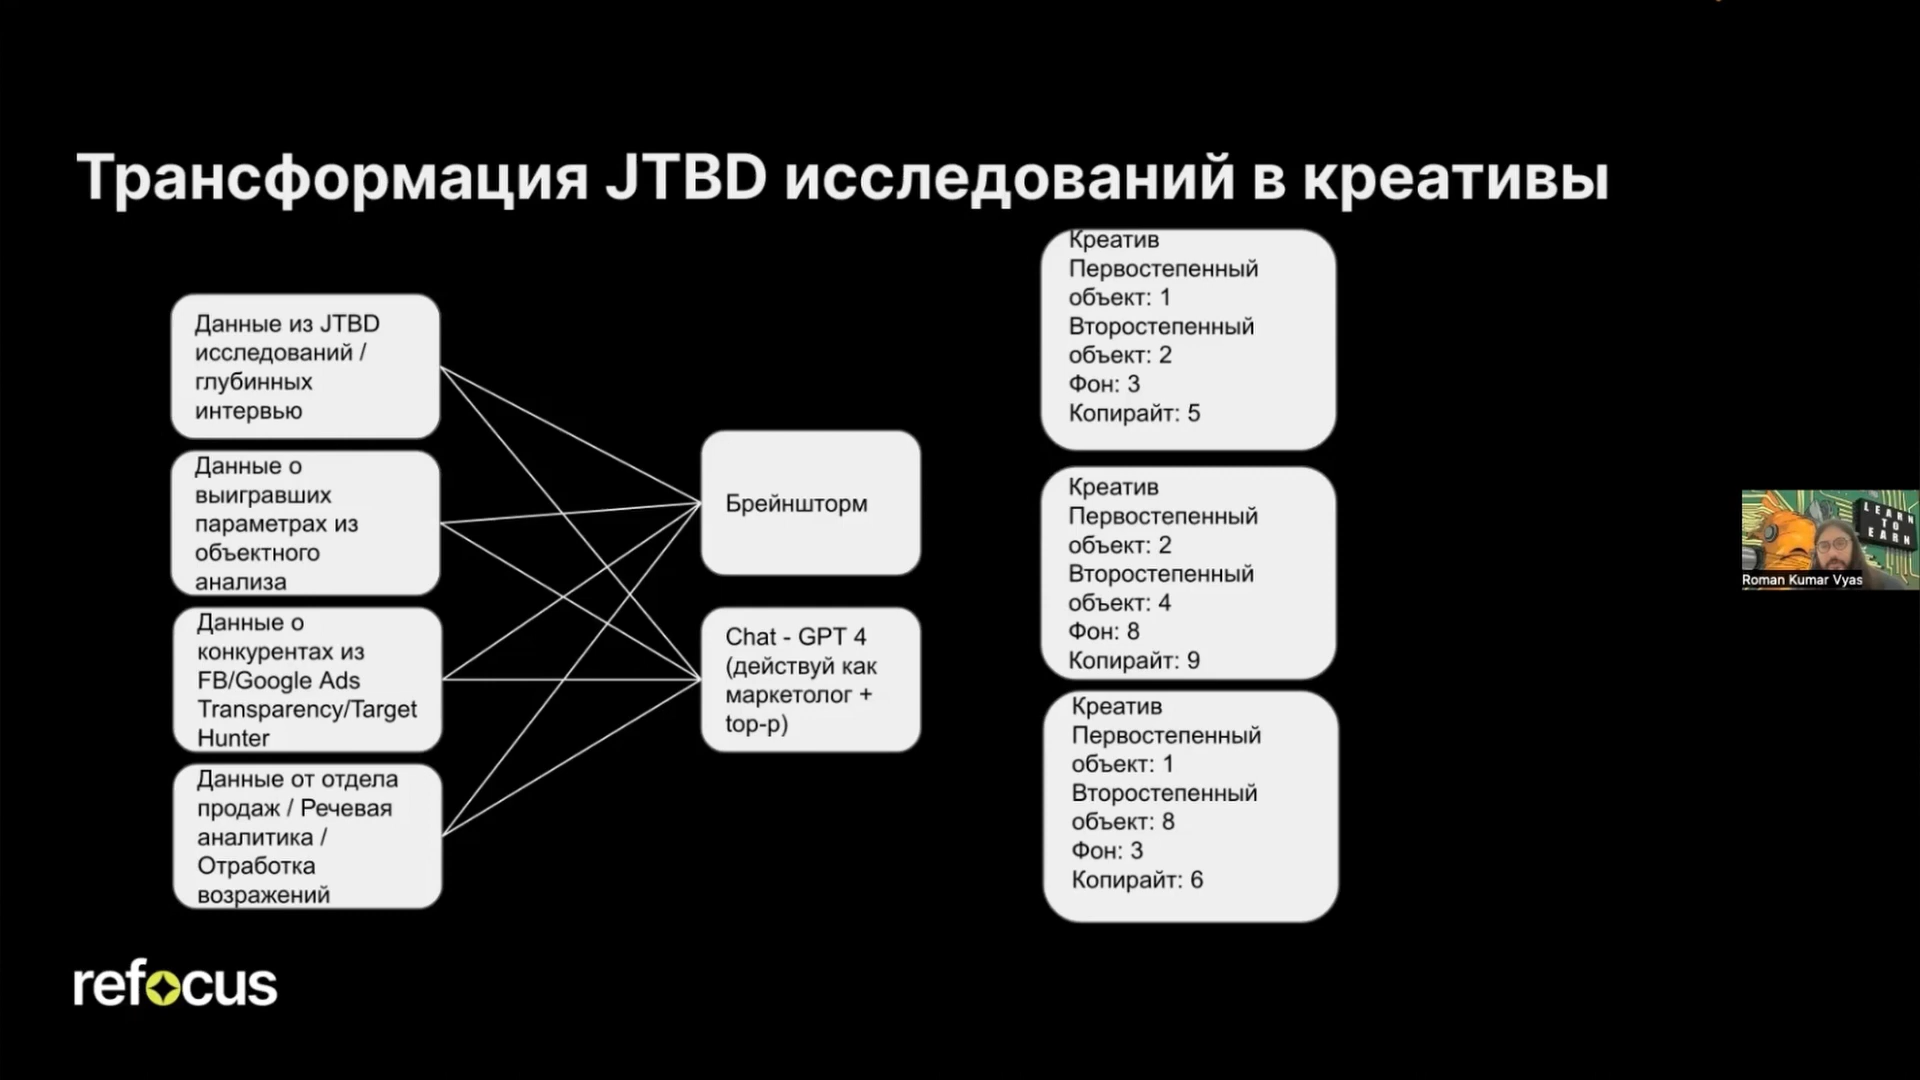 Трансформация JTBD исследований в креативы
Данные из JTBD
исследований /
глубинных
интервью
Данные о
выигравших
параметрах из
объектного
анализа
Данные о
конкурентах из
FB/Google Ads
Transparency/Target
Hunter
Данные от отдела
продаж / Речевая
аналитика /
Отработка
возражений
Брейншторм
Chat - GPT 4
(действуй как
маркетолог +
top-p)
Креатив
Первостепенный
объект: 1
Второстепенный
объект: 2
Фон: 3
Копирайт: 5
Креатив
Первостепенный
объект: 2
Второстепенный
объект: 4
Фон: 8
Копирайт: 9
Креатив
Первостепенный
объект: 1
Второстепенный
объект: 8
Фон: 3
Копирайт: 6
LEARN
TO
EARN
Roman Kumar Vyas
refocus